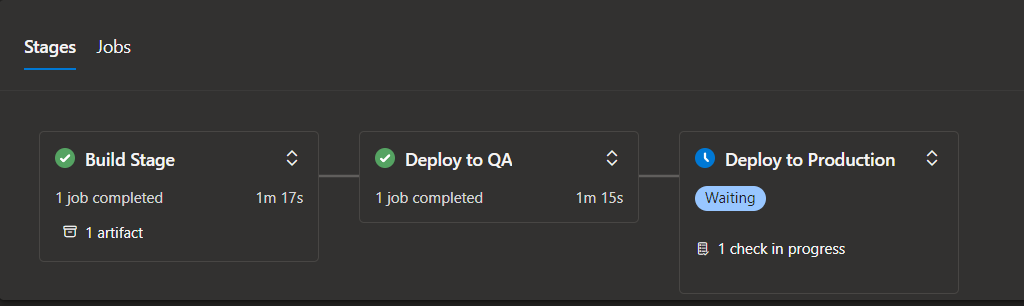 Stages Jobs
Build Stage
1 job completed 1m 17s
1 artifact
Deploy to QA
1 job completed 1m 15s
Deploy to Production
Waiting
1 check in progress